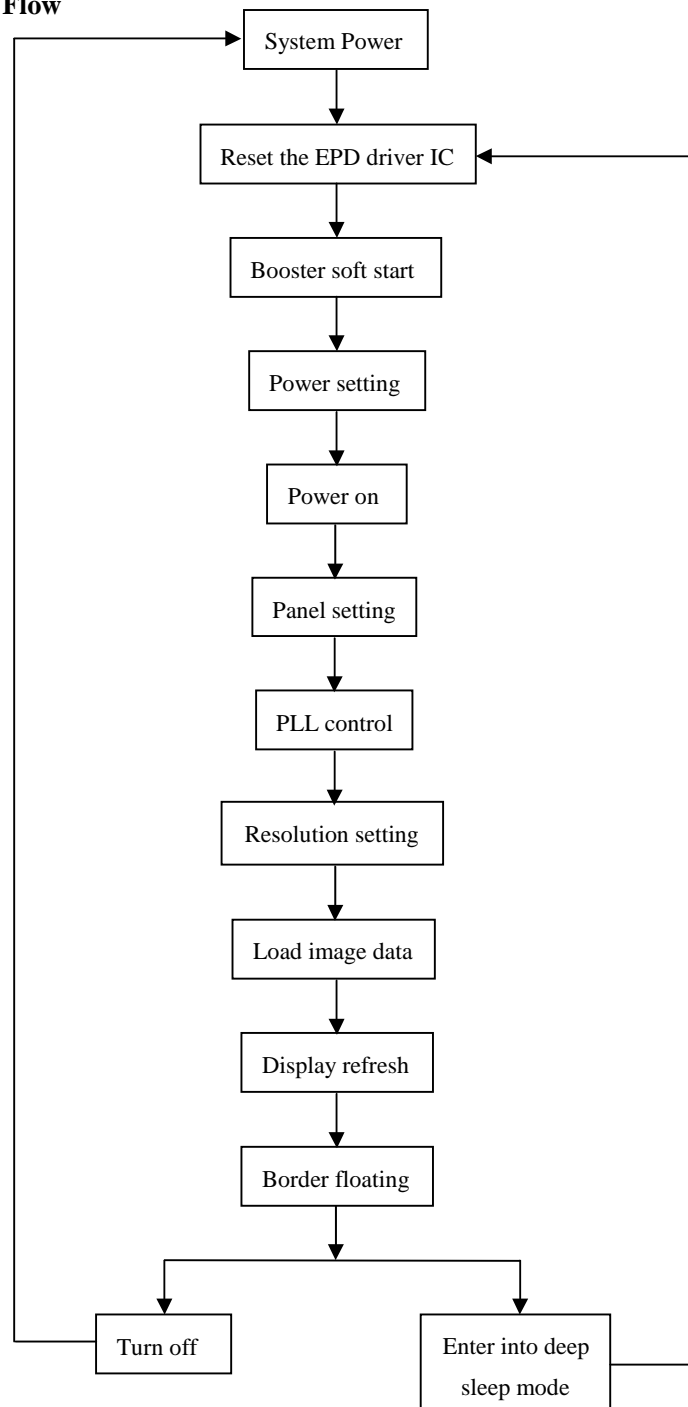 Flow
System Power
Reset the EPD driver IC
Booster soft start
Power setting
Power on
Panel setting
PLL control
Resolution setting
Load image data
Display refresh
Border floating
Turn off
Enter into deep
sleep mode